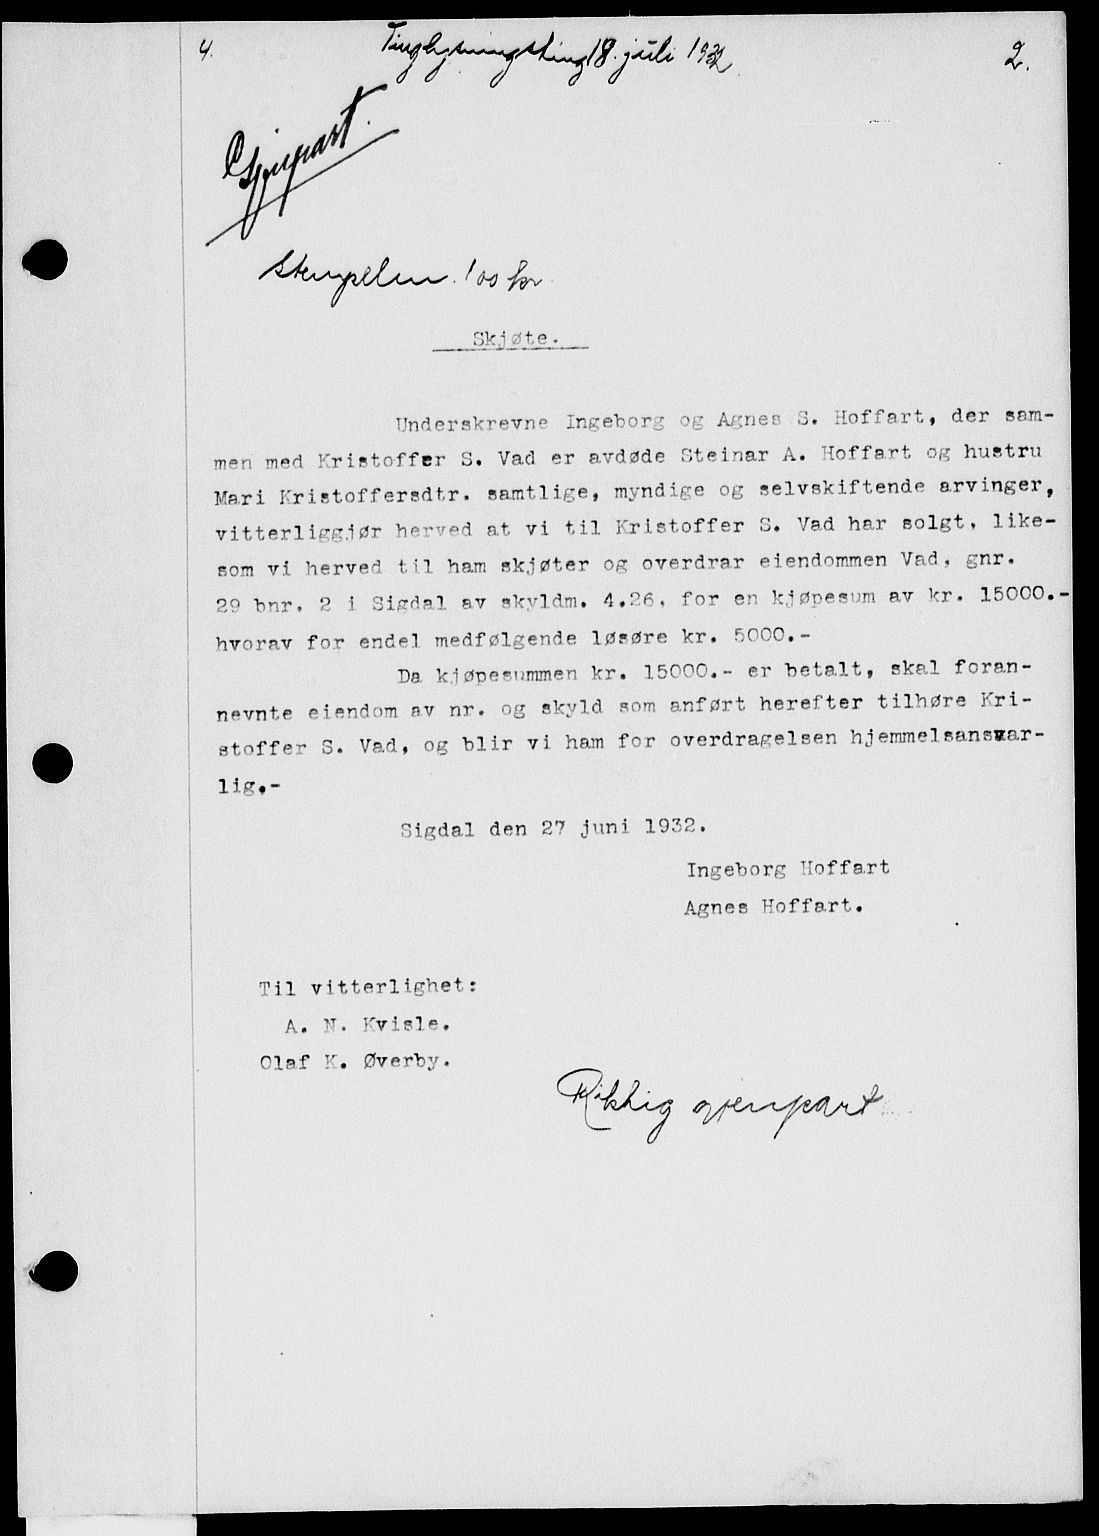 4. Tinglysningsting 18. juli 1932 2.
Gjenpart.
Stempelm. 100 kr
Skjøte.
Underskrevne Ingeborg og Agnes S. Hoffart, der sam-
men med Kristoffer S. Vad er avdøde Steinar A. Hoffart og hustru
Mari Kristoffersdtr. samtlige, myndige og selvskiftende arvinger,
vitterliggjør herved at vi til Kristoffer S. Vad har solgt, like-
som vi herved til ham skjøter og overdrar eiendommen Vad, gnr.
29 bnr. 2 i Sigdal av skyldm. 4.26, for en kjøpesum av kr. 15000.-
hvorav for endel medfølgende løsøre kr. 5000.-
Da kjøpesummen kr. 15000.- er betalt, skal foran-
nevnte eiendom av nr. og skyld som anført herefter tilhøre Kri-
stoffer S. Vad, og blir vi ham for overdragelsen hjemmelsansvar-
lig.-
Sigdal den 27 juni 1932.
Ingeborg Hoffart
Agnes Hoffart.
Til vitterlighet:
A. N. Kvisle.
Olaf K. Øverby.
Riktig gjenpart